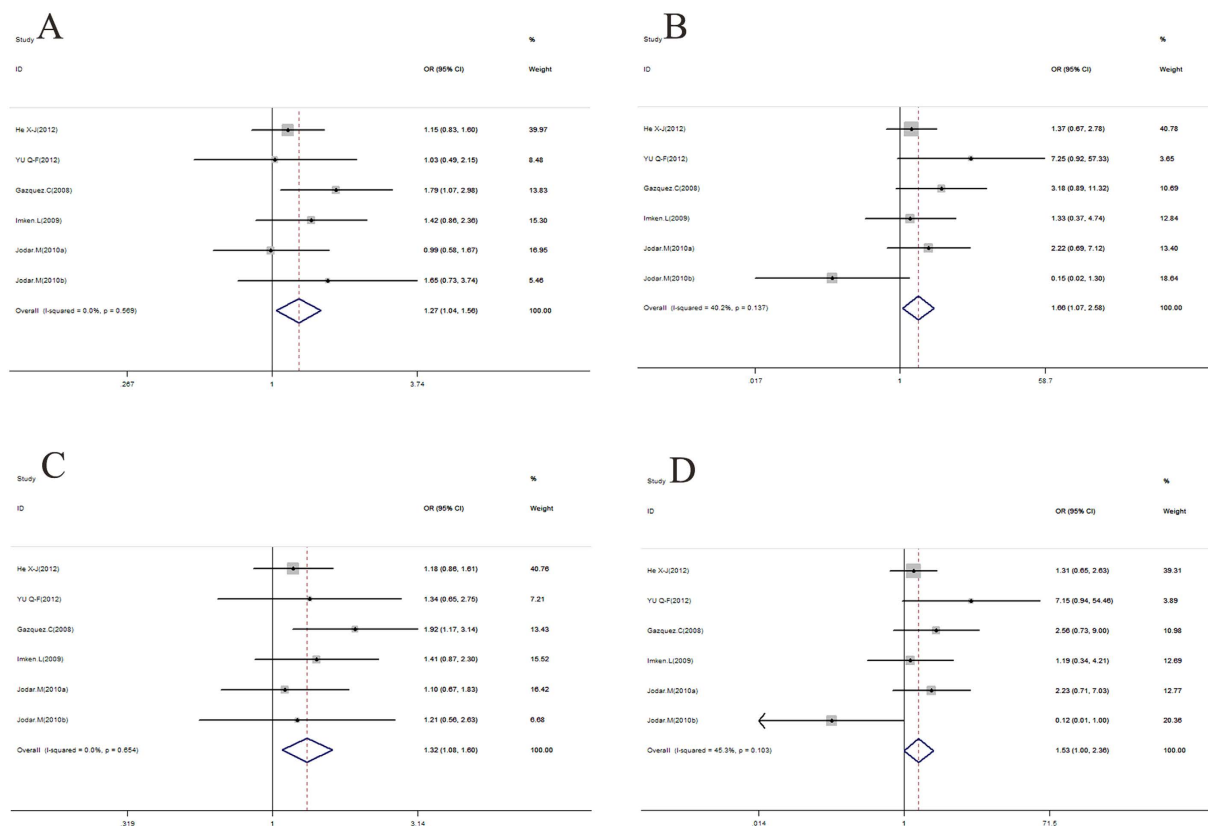 A
Study %
ID OR (95% CI) Weight
He X-J(2012) 1.15 (0.83, 1.60) 39.97
YU Q-F(2012) 1.03 (0.49, 2.15) 8.48
Gazquez.C(2008) 1.79 (1.07, 2.98) 13.83
Imken.L(2009) 1.42 (0.86, 2.36) 15.30
Jodar.M(2010a) 0.99 (0.58, 1.67) 16.95
Jodar.M(2010b) 1.65 (0.73, 3.74) 5.46
Overall (I-squared = 0.0%, p = 0.569) 1.27 (1.04, 1.56) 100.00
.267 1 3.74
B
Study %
ID OR (95% CI) Weight
He X-J(2012) 1.37 (0.67, 2.78) 40.78
YU Q-F(2012) 7.25 (0.92, 57.33) 3.65
Gazquez.C(2008) 3.18 (0.89, 11.32) 10.69
Imken.L(2009) 1.33 (0.37, 4.74) 12.84
Jodar.M(2010a) 2.22 (0.69, 7.12) 13.40
Jodar.M(2010b) 0.15 (0.02, 1.30) 18.64
Overall (I-squared = 40.2%, p = 0.137) 1.66 (1.07, 2.58) 100.00
.017 1 58.7
C
Study %
ID OR (95% CI) Weight
He X-J(2012) 1.18 (0.86, 1.61) 40.76
YU Q-F(2012) 1.34 (0.65, 2.75) 7.21
Gazquez.C(2008) 1.92 (1.17, 3.14) 13.43
Imken.L(2009) 1.41 (0.87, 2.30) 15.52
Jodar.M(2010a) 1.10 (0.67, 1.83) 16.42
Jodar.M(2010b) 1.21 (0.56, 2.63) 6.68
Overall (I-squared = 0.0%, p = 0.654) 1.32 (1.08, 1.60) 100.00
.319 1 3.14
D
Study %
ID OR (95% CI) Weight
He X-J(2012) 1.31 (0.65, 2.63) 39.31
YU Q-F(2012) 7.15 (0.94, 54.46) 3.89
Gazquez.C(2008) 2.56 (0.73, 9.00) 10.98
Imken.L(2009) 1.19 (0.34, 4.21) 12.69
Jodar.M(2010a) 2.23 (0.71, 7.03) 12.77
Jodar.M(2010b) 0.12 (0.01, 1.00) 20.36
Overall (I-squared = 45.3%, p = 0.103) 1.53 (1.00, 2.36) 100.00
.014 1 71.5